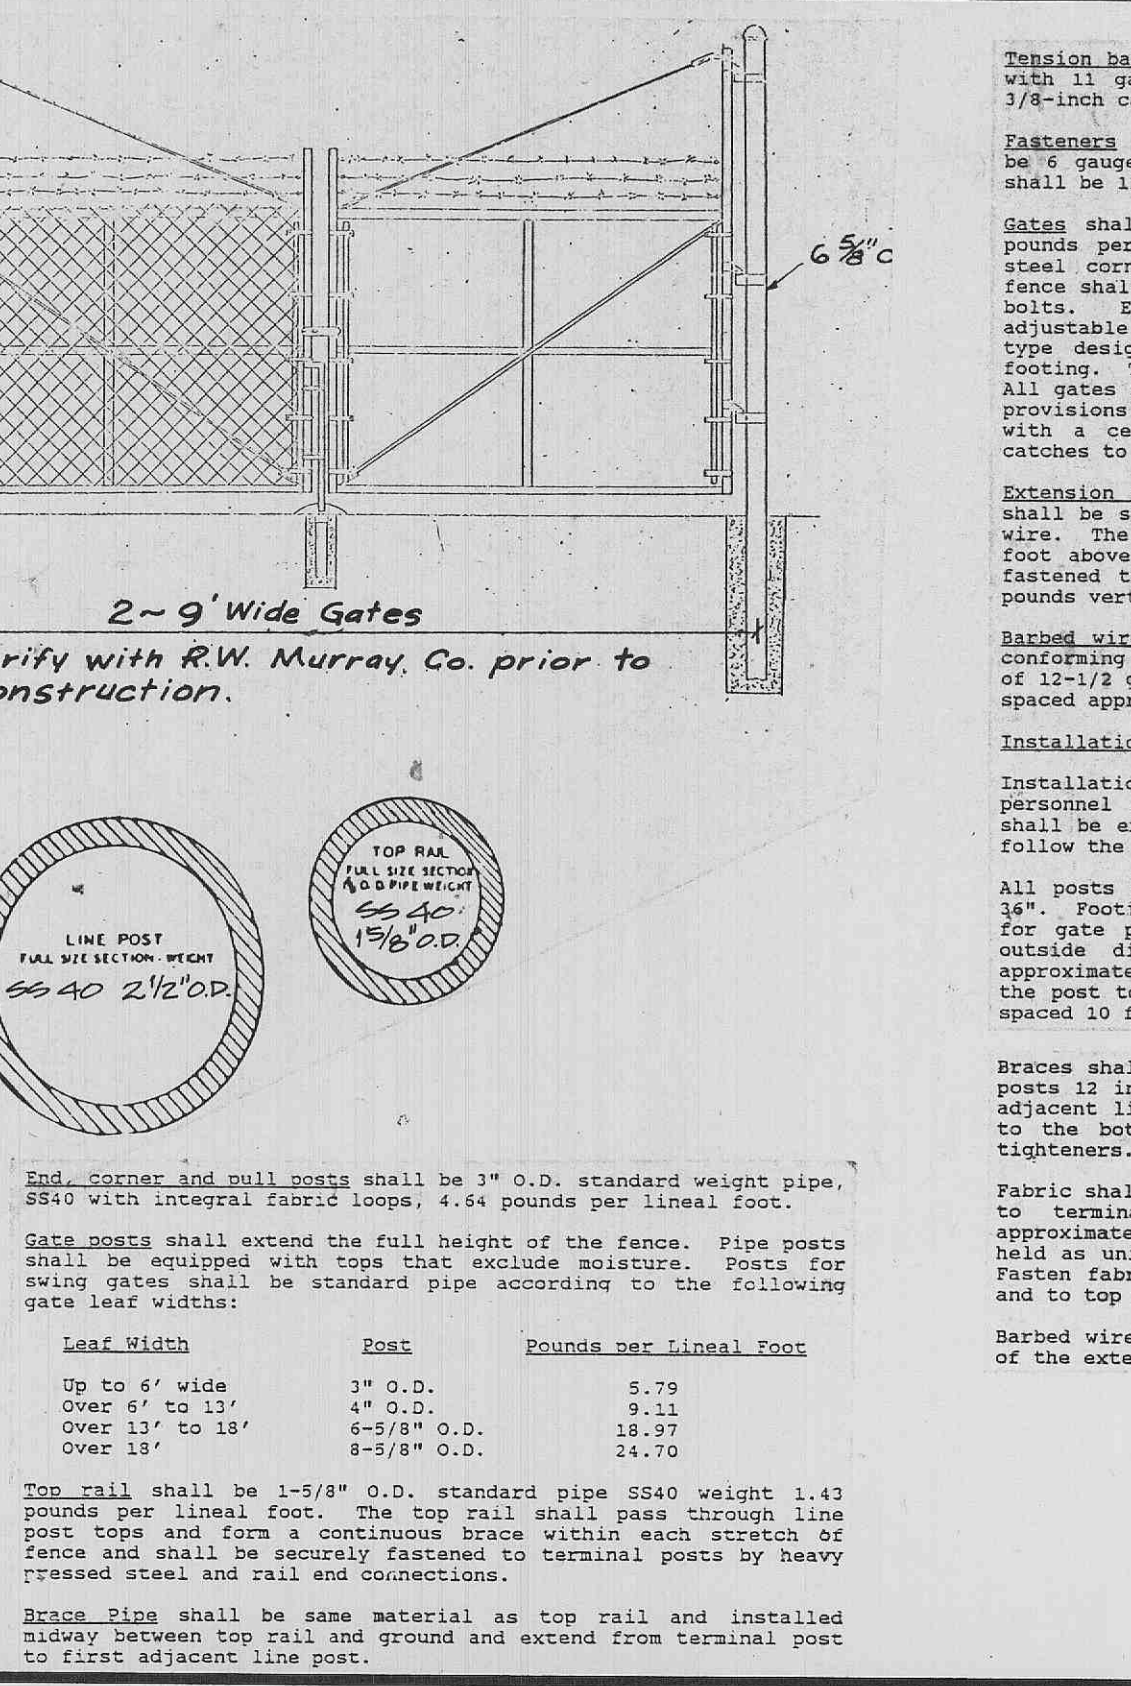 6 5/8" O
2 ~ 9' Wide Gates
rify with R.W. Murray Co. prior to
onstruction.
TOP RAIL
FULL SIZE SECTION
PIPE WEIGHT
SS 40
1 5/8" O.D.
LINE POST
FULL SIZE SECTION - WEIGHT
SS 40 2 1/2" O.D.
End, corner and pull posts shall be 3" O.D. standard weight pipe,
SS40 with integral fabric loops, 4.64 pounds per lineal foot.
Gate posts shall extend the full height of the fence. Pipe posts
shall be equipped with tops that exclude moisture. Posts for
swing gates shall be standard pipe according to the following
gate leaf widths:
Leaf Width Post Pounds per Lineal Foot
Up to 6' wide 3" O.D. 5.79
Over 6' to 13' 4" O.D. 9.11
Over 13' to 18' 6-5/8" O.D. 18.97
Over 18' 8-5/8" O.D. 24.70
Top rail shall be 1-5/8" O.D. standard pipe SS40 weight 1.43
pounds per lineal foot. The top rail shall pass through line
post tops and form a continuous brace within each stretch of
fence and shall be securely fastened to terminal posts by heavy
pressed steel and rail end connections.
Brace Pipe shall be same material as top rail and installed
midway between top rail and ground and extend from terminal post
to first adjacent line post.
Tension ba
with 11 ga
3/8-inch c
Fasteners
be 6 gauge
shall be 1
Gates shal
pounds per
steel corn
fence shal
bolts. E
adjustable
type desig
footing.
All gates
provisions
with a ce
catches to
Extension
shall be s
wire. The
foot above
fastened t
pounds vert
Barbed wir
conforming
of 12-1/2 g
spaced appr
Installatio
Installatio
personnel
shall be e
follow the
All posts
36". Footi
for gate p
outside di
approximate
the post to
spaced 10 f
Braces shal
posts 12 in
adjacent li
to the bot
tighteners.
Fabric shal
to termina
approximate
held as uni
Fasten fabr
and to top
Barbed wire
of the exte